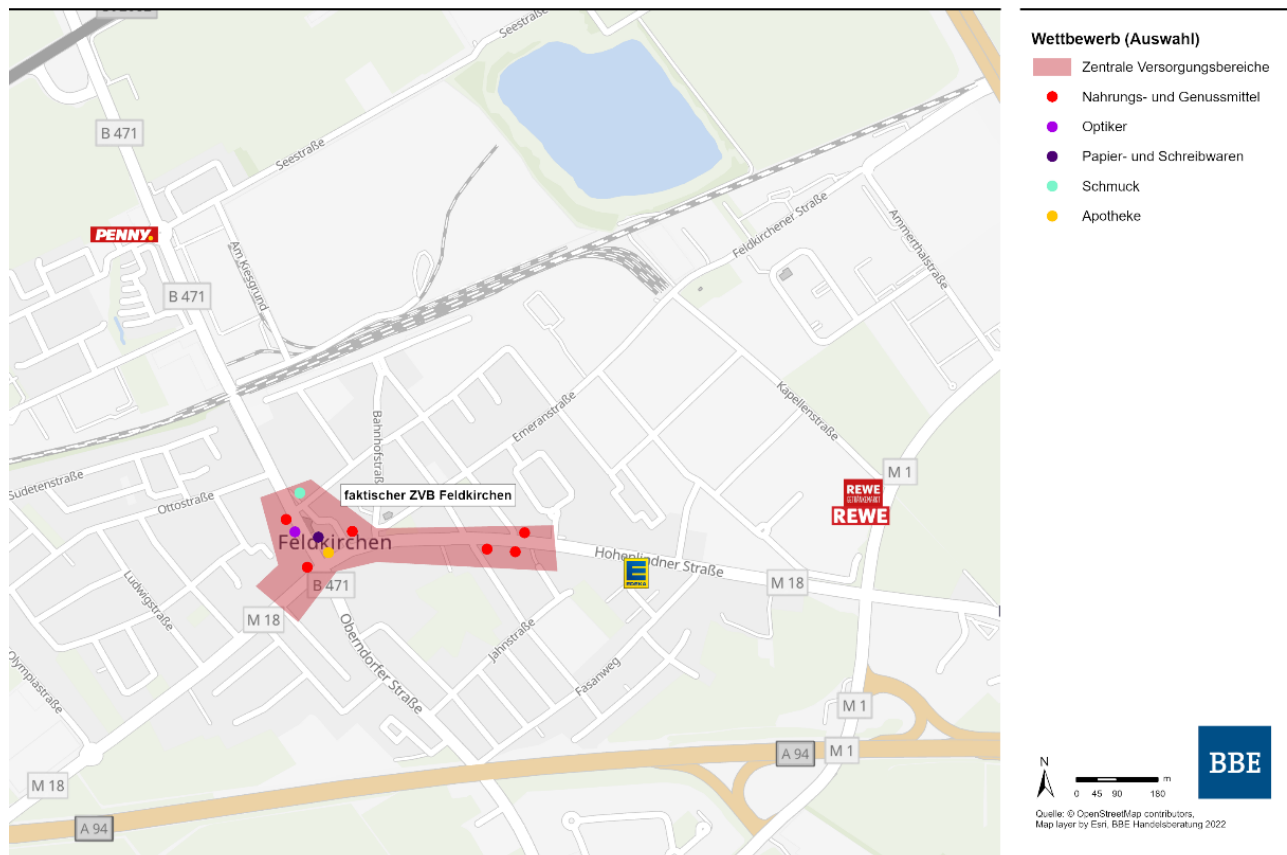 Seestraße
B 471
Seestraße
PENNY.
Am Kiesgrund
B 471
Feldkirchener Straße
Ammerthalstraße
Kapellenstraße
Bahnhofstraße
Emeranstraße
Sudetenstraße
Ottostraße
faktischer ZVB Feldkirchen
M 1
REWE
GETRÄNKEMARKT
REWE
Feldkirchen
Hohenlindner Straße
Ludwigstraße
B 471
E
EDEKA
M 18
M 18
Oberndorfer Straße
Jahnstraße
Olympiastraße
Fasanweg
M 1
A 94
M 1
M 18
A 94
Wettbewerb (Auswahl)
Zentrale Versorgungsbereiche
Nahrungs- und Genussmittel
Optiker
Papier- und Schreibwaren
Schmuck
Apotheke
BBE
N
m
0 45 90 180
Quelle: © OpenStreetMap contributors,
Map layer by Esri, BBE Handelsberatung 2022